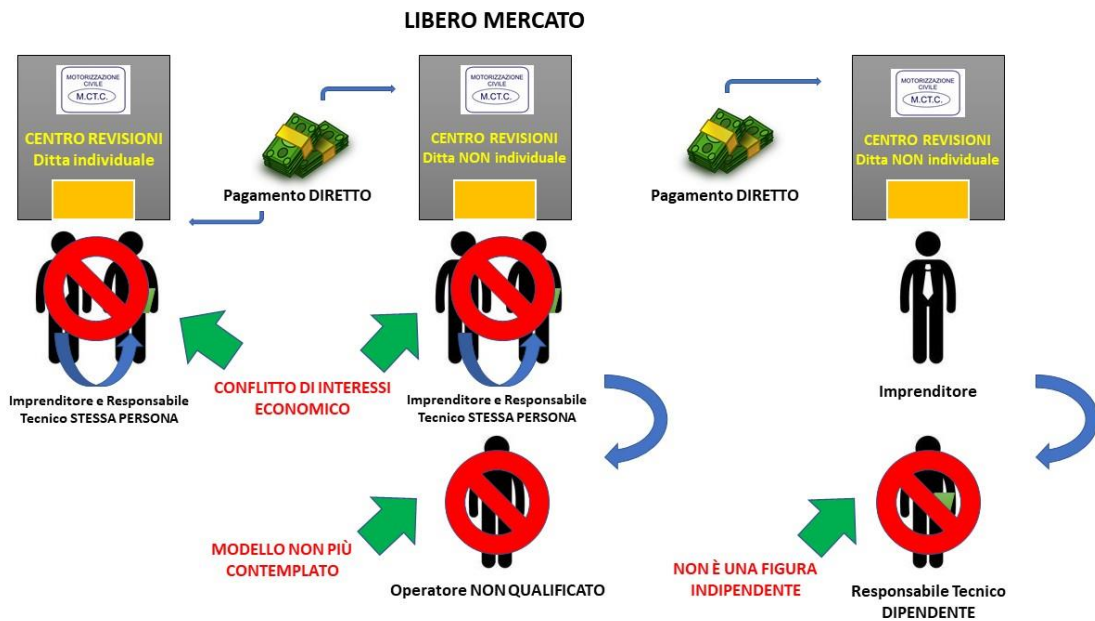 LIBERO MERCATO
MOTORIZZAZIONE
CIVILE
M.CT.C.
CENTRO REVISIONI
Ditta individuale
MOTORIZZAZIONE
CIVILE
M.CT.C.
CENTRO REVISIONI
Ditta NON individuale
MOTORIZZAZIONE
CIVILE
M.CT.C.
CENTRO REVISIONI
Ditta NON individuale
Pagamento DIRETTO
Pagamento DIRETTO
Imprenditore e Responsabile
Tecnico STESSA PERSONA
CONFLITTO DI INTERESSI
ECONOMICO
Imprenditore e Responsabile
Tecnico STESSA PERSONA
Imprenditore
MODELLO NON PIÙ
CONTEMPLATO
Operatore NON QUALIFICATO
NON È UNA FIGURA
INDIPENDENTE
Responsabile Tecnico
DIPENDENTE